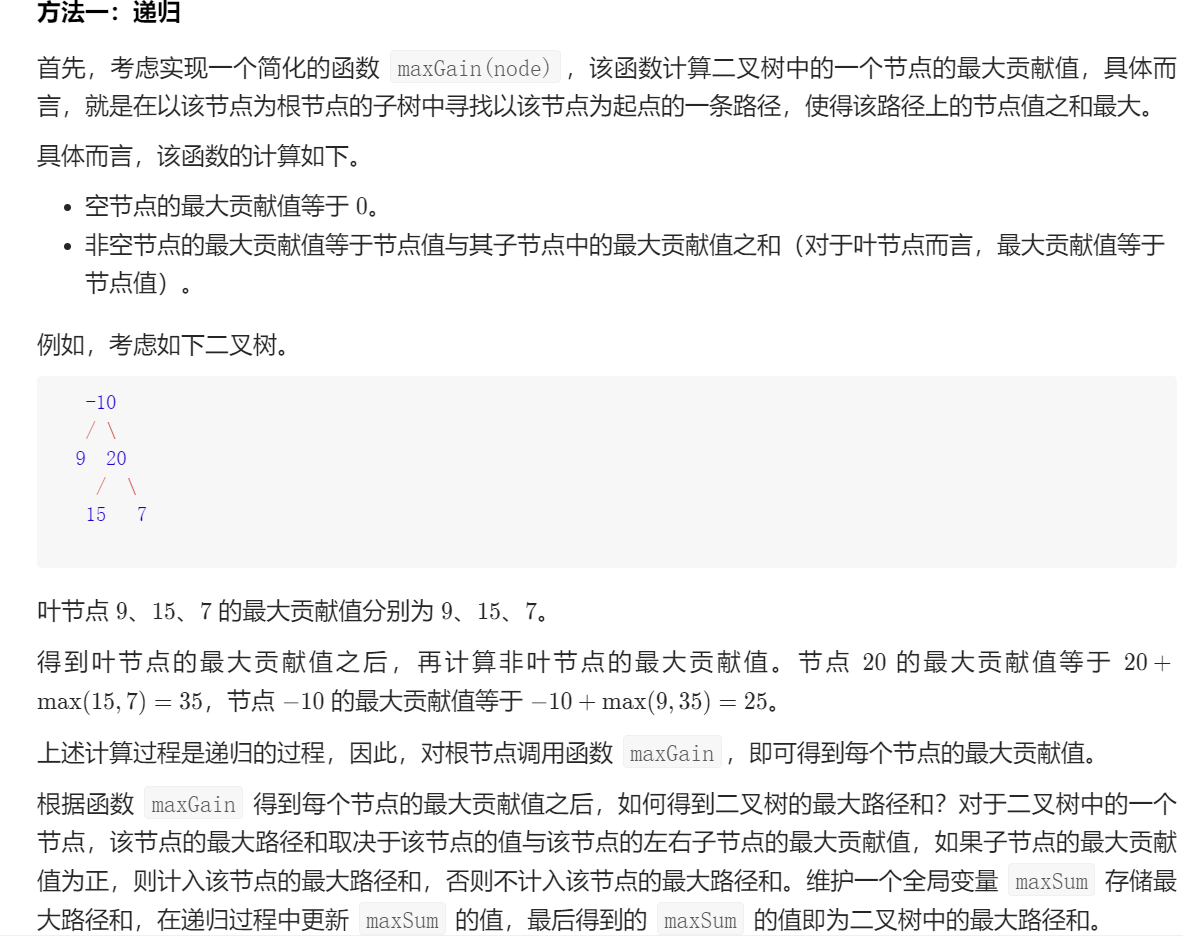 方法一：递归
首先，考虑实现一个简化的函数 maxGain(node) ，该函数计算二叉树中的一个节点的最大贡献值，具体而
言，就是在以该节点为根节点的子树中寻找以该节点为起点的一条路径，使得该路径上的节点值之和最大。
具体而言，该函数的计算如下。
• 空节点的最大贡献值等于 0。
• 非空节点的最大贡献值等于节点值与其子节点中的最大贡献值之和（对于叶节点而言，最大贡献值等于
节点值）。
例如，考虑如下二叉树。
-10
/ \
9 20
/ \
15 7
叶节点 9、15、7 的最大贡献值分别为 9、15、7。
得到叶节点的最大贡献值之后，再计算非叶节点的最大贡献值。节点 20 的最大贡献值等于 20 +
max(15, 7) = 35，节点 −10 的最大贡献值等于 −10 + max(9, 35) = 25。
上述计算过程是递归的过程，因此，对根节点调用函数 maxGain ，即可得到每个节点的最大贡献值。
根据函数 maxGain 得到每个节点的最大贡献值之后，如何得到二叉树的最大路径和？对于二叉树中的一个
节点，该节点的最大路径和取决于该节点的值与该节点的左右子节点的最大贡献值，如果子节点的最大贡献
值为正，则计入该节点的最大路径和，否则不计入该节点的最大路径和。维护一个全局变量 maxSum 存储最
大路径和，在递归过程中更新 maxSum 的值，最后得到的 maxSum 的值即为二叉树中的最大路径和。